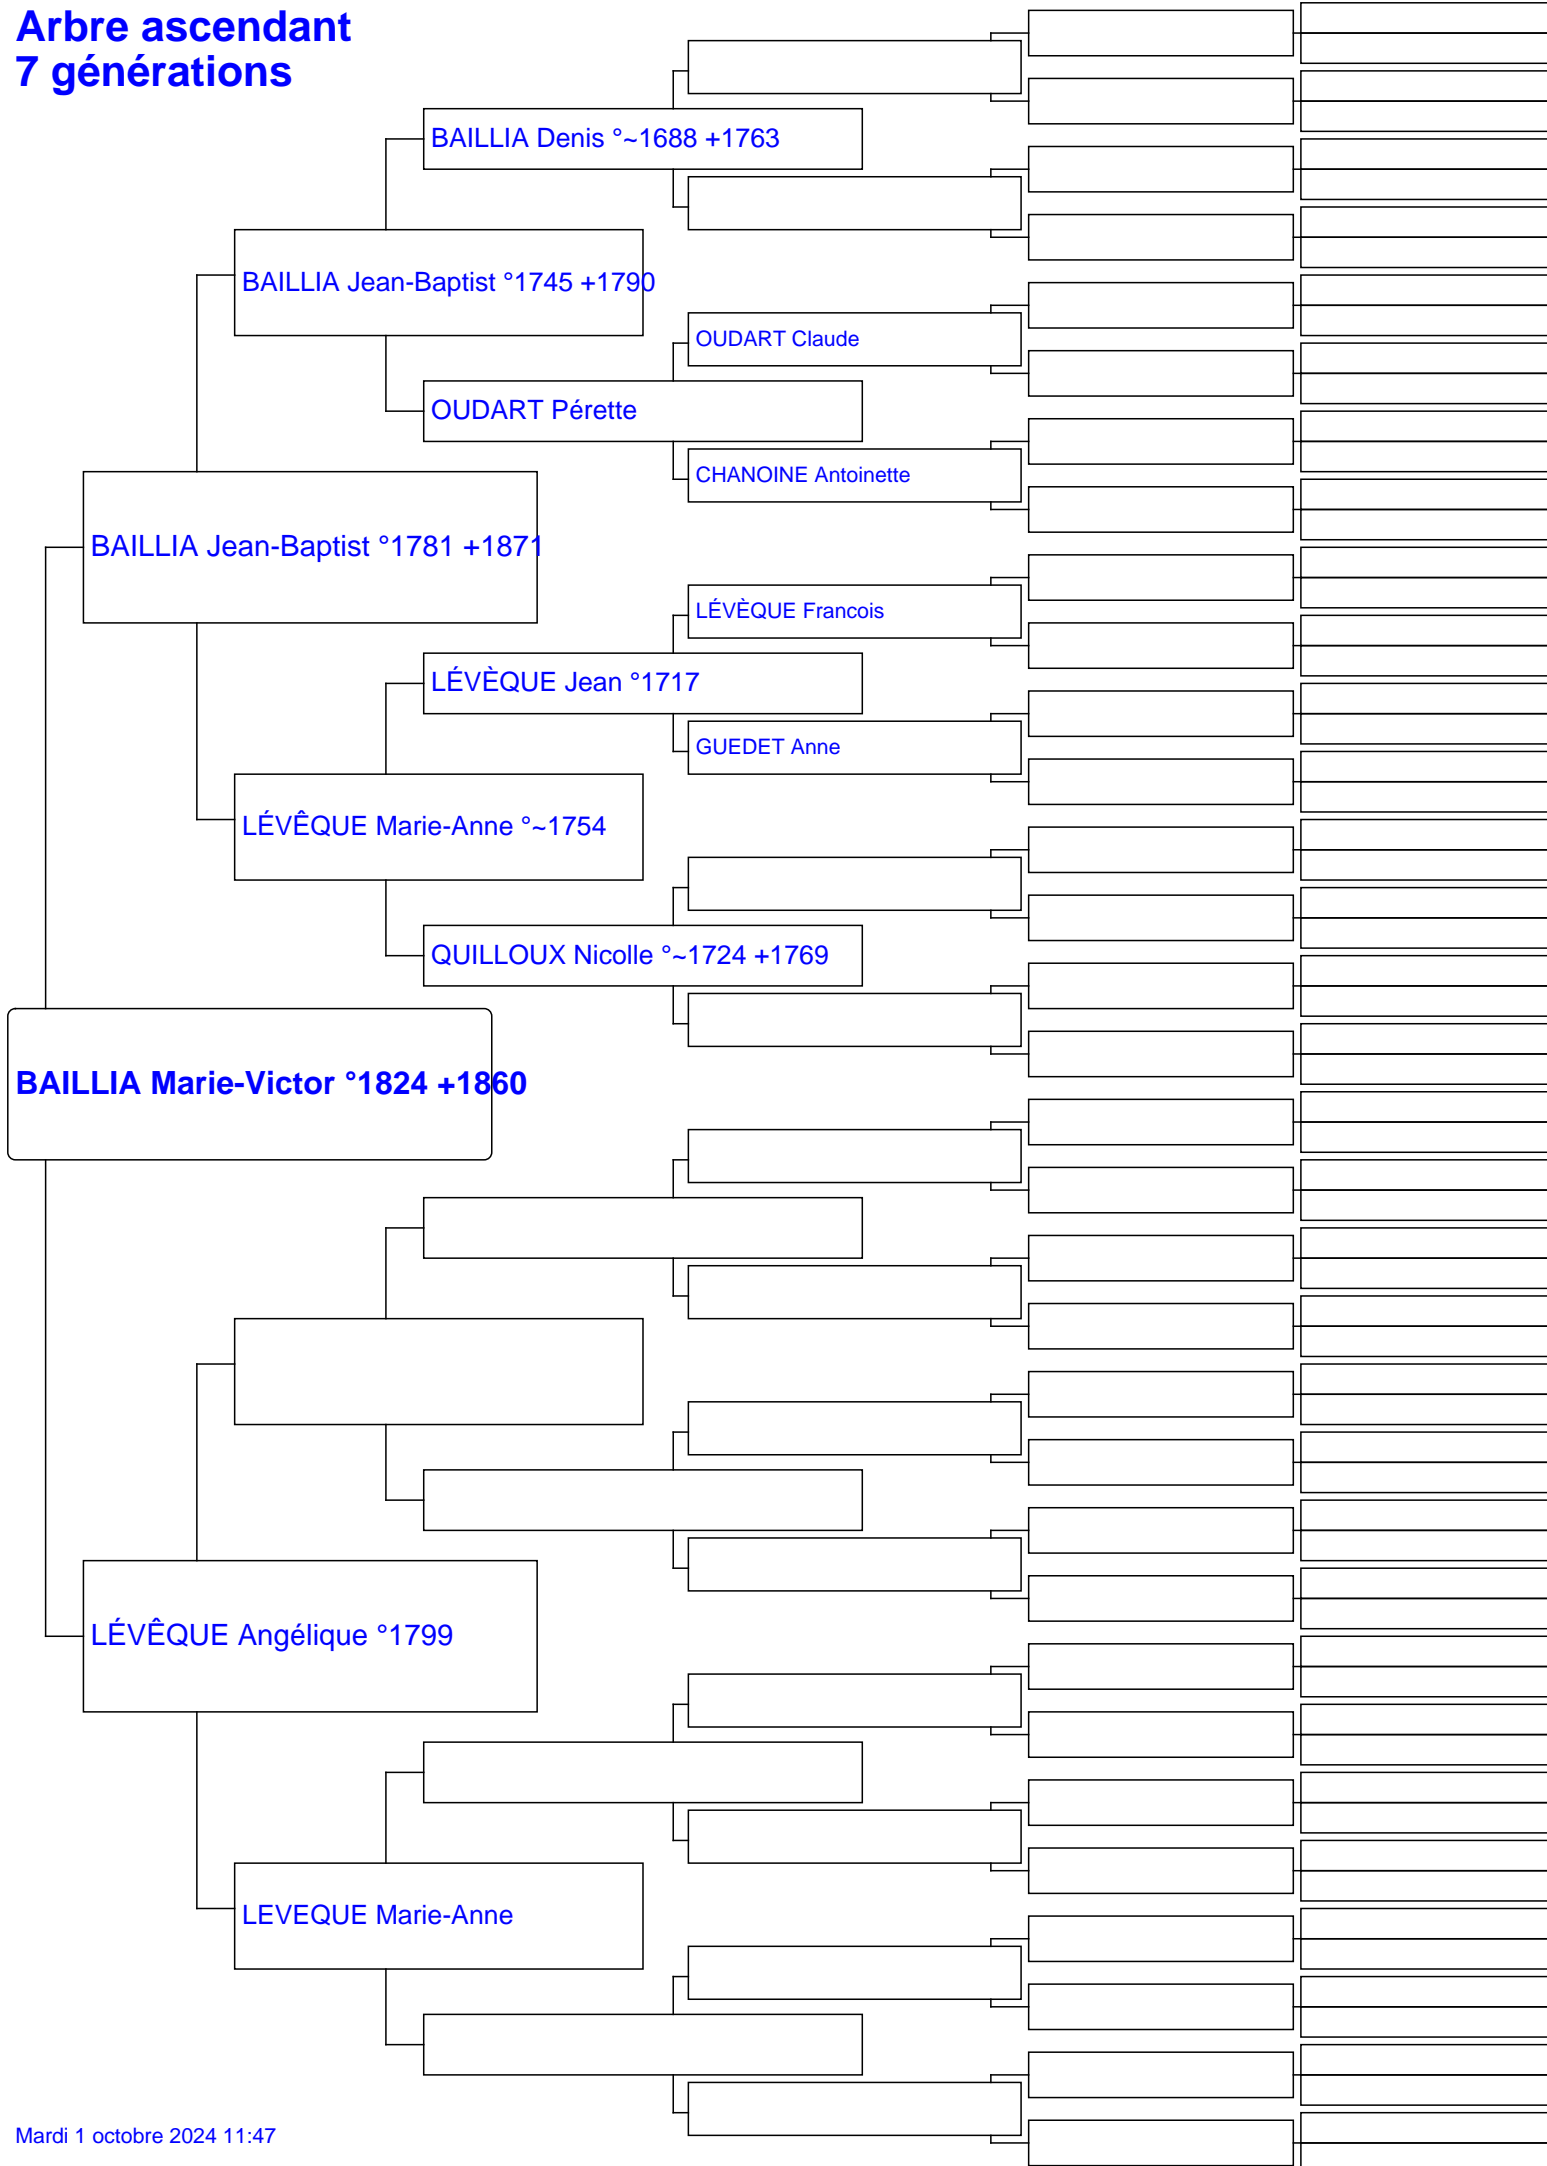 Arbre ascendant
7 générations
BAILLIA Denis °~1688 +1763
BAILLIA Jean-Baptist °1745 +1790
OUDART Claude
OUDART Pérette
CHANOINE Antoinette
BAILLIA Jean-Baptist °1781 +1871
LÉVÈQUE Francois
LÉVÈQUE Jean °1717
GUEDET Anne
LÉVÊQUE Marie-Anne °~1754
QUILLOUX Nicolle °~1724 +1769
BAILLIA Marie-Victor °1824 +1860
LÉVÊQUE Angélique °1799
LEVEQUE Marie-Anne
Mardi 1 octobre 2024 11:47